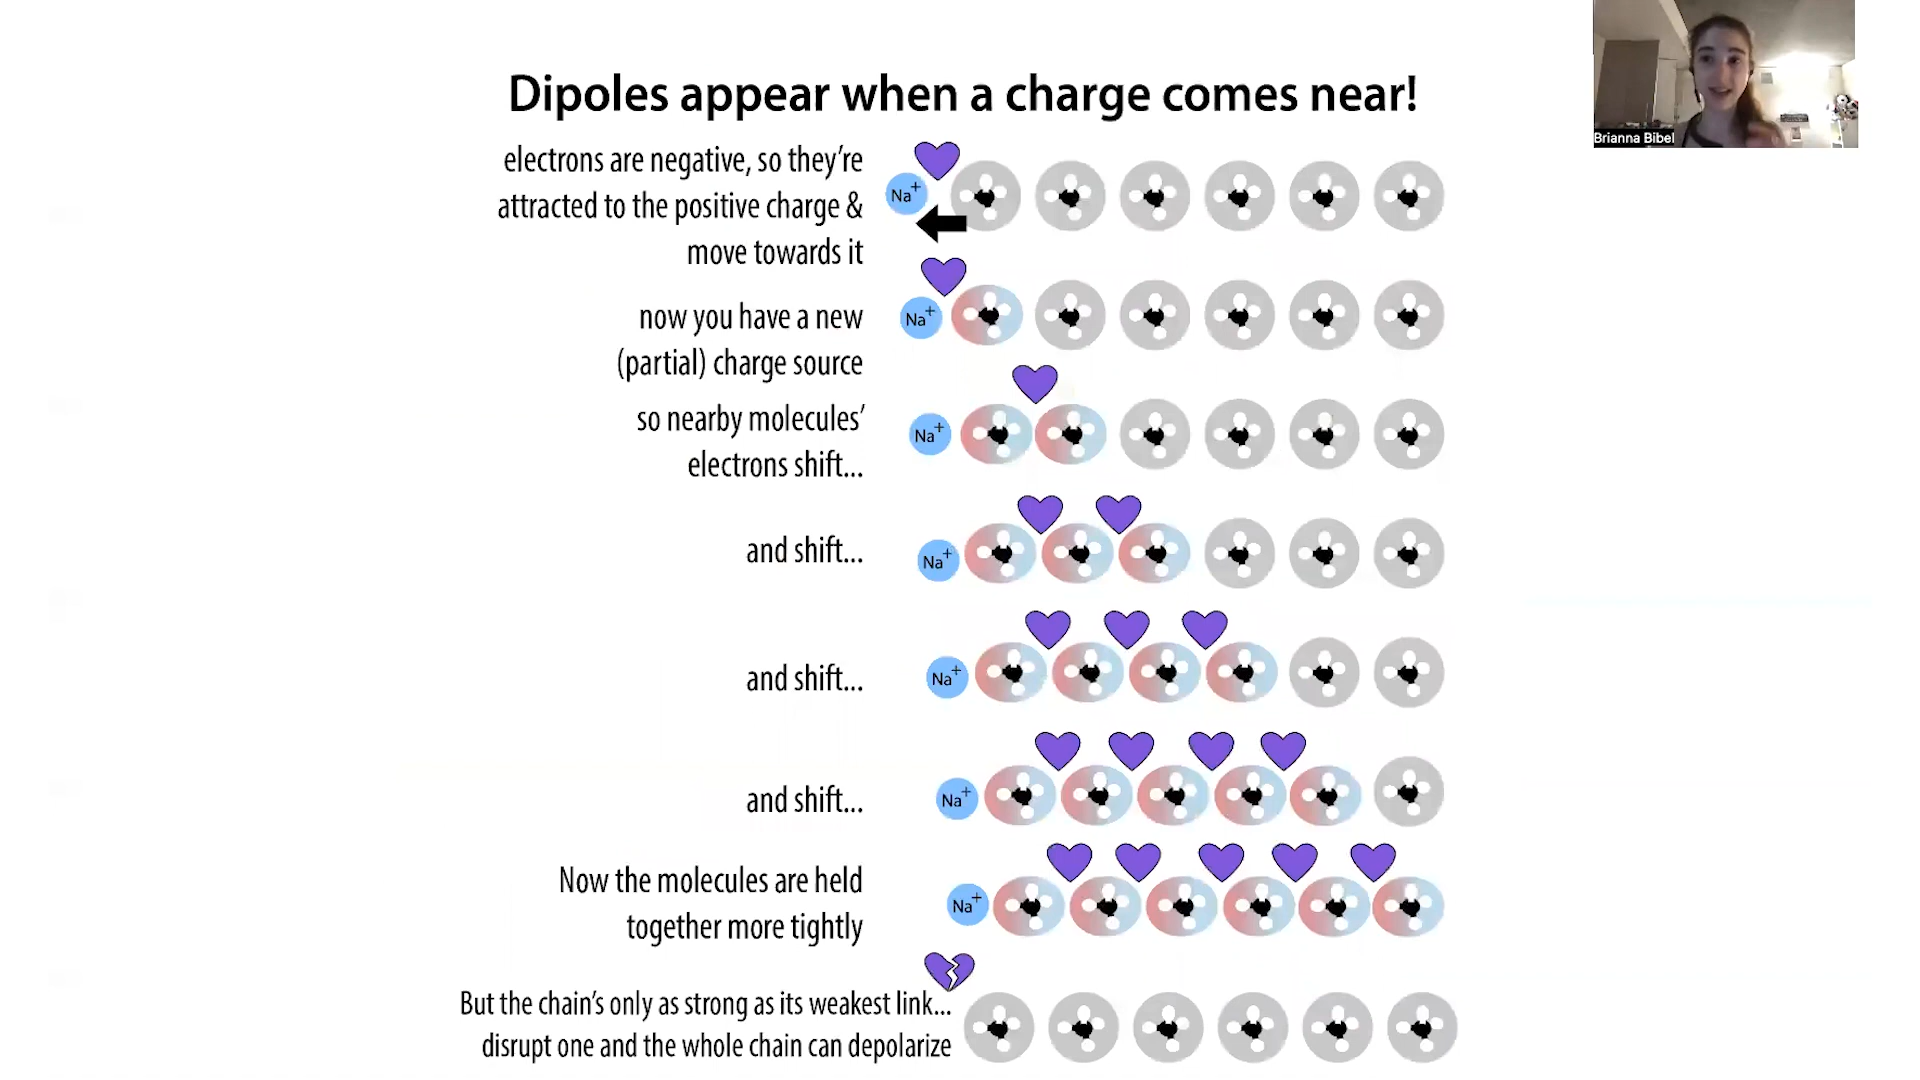 Dipoles appear when a charge comes near!
Brianna Bibel
electrons are negative, so they're
attracted to the positive charge &
move towards it
Na+
now you have a new
(partial) charge source
Na+
so nearby molecules'
electrons shift...
Na+
and shift...
Na+
and shift...
Na+
and shift...
Na+
Now the molecules are held
together more tightly
Na+
But the chain's only as strong as its weakest link...
disrupt one and the whole chain can depolarize